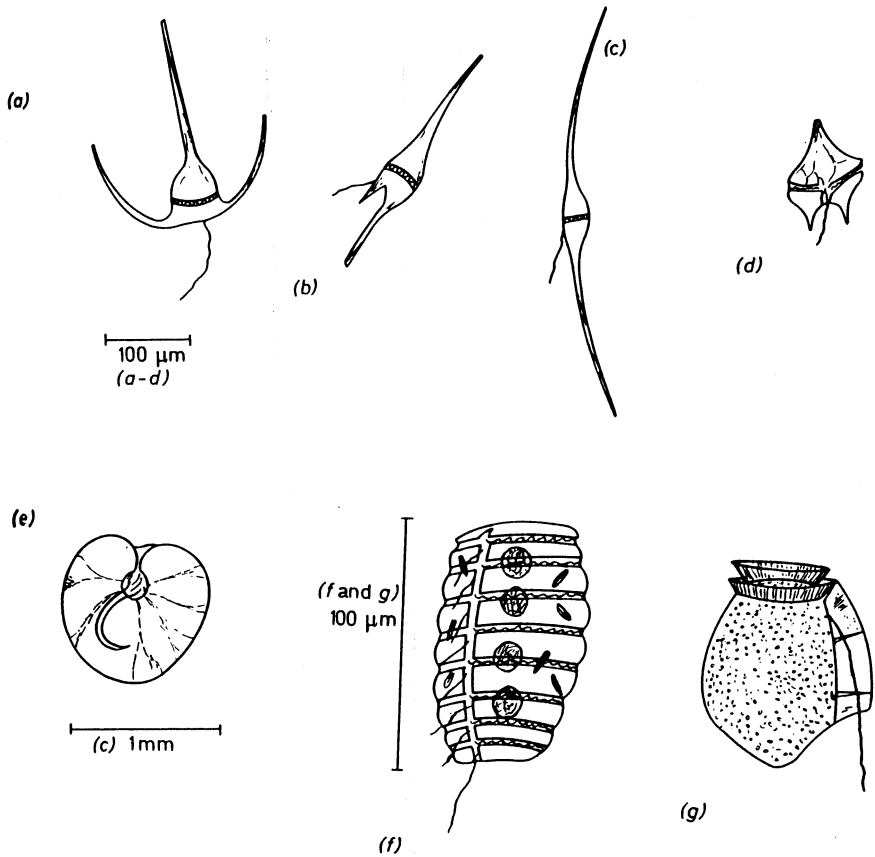 (a)
(b)
(c)
(d)
100 µm
(a-d)
(e)
(f and g)
100 µm
(c) 1mm
(f)
(g)